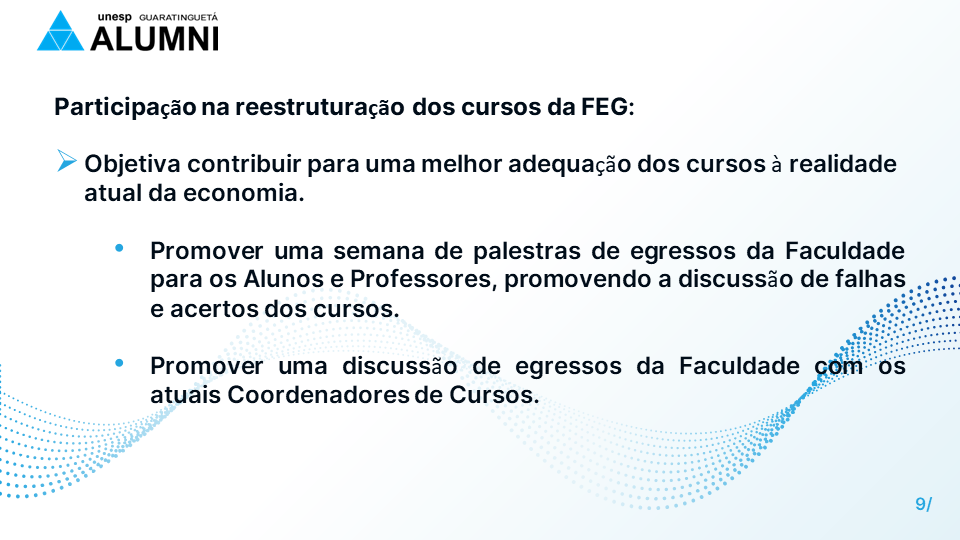 unesp GUARATINGUETÁ
ALUMNI
Participação na reestruturação dos cursos da FEG:
Objetiva contribuir para uma melhor adequação dos cursos à realidade
atual da economia.
Promover uma semana de palestras de egressos da Faculdade
para os Alunos e Professores, promovendo a discussão de falhas
e acertos dos cursos.
Promover uma discussão de egressos da Faculdade com os
atuais Coordenadores de Cursos.
9/